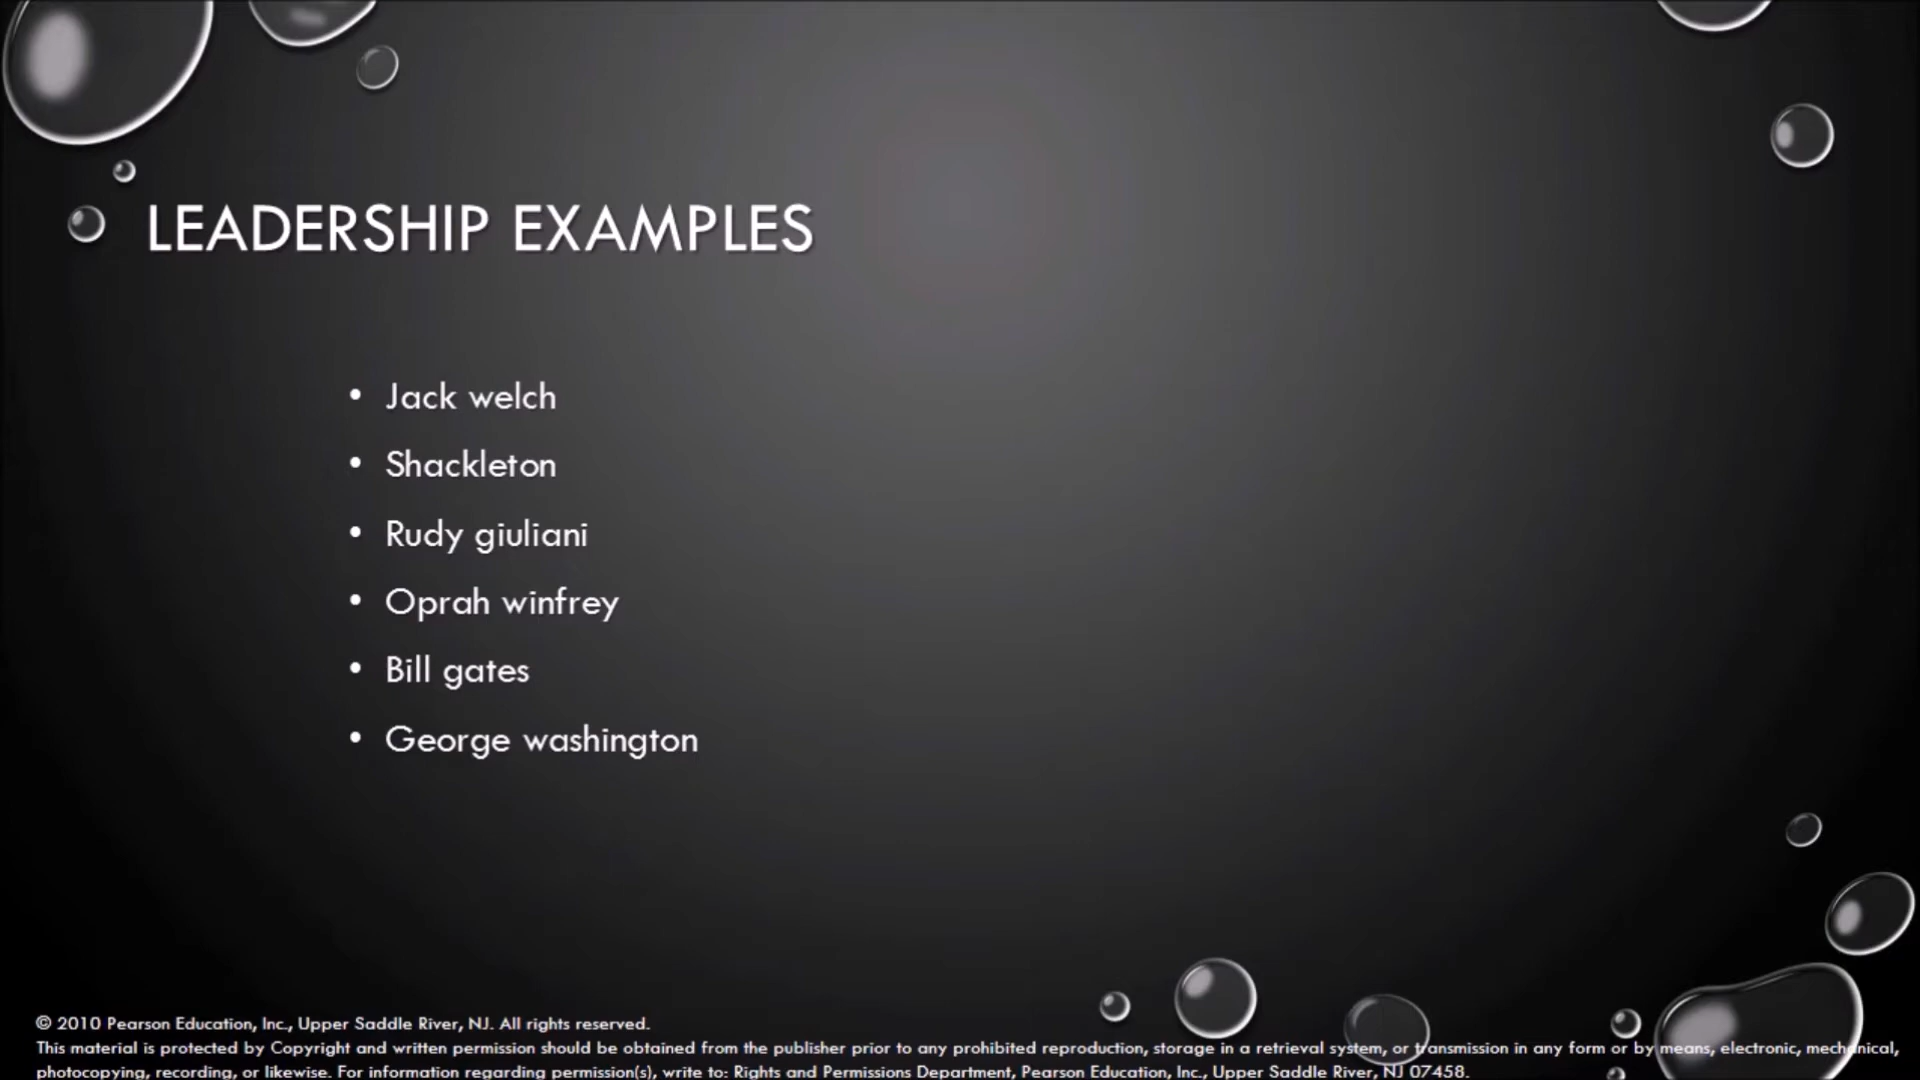 LEADERSHIP EXAMPLES
• Jack welch
• Shackleton
• Rudy giuliani
• Oprah winfrey
• Bill gates
• George washington
© 2010 Pearson Education, Inc., Upper Saddle River, NJ. All rights reserved.
This material is protected by Copyright and written permission should be obtained from the publisher prior to any prohibited reproduction, storage in a retrieval system, or transmission in any form or by means, electronic, mechanical,
photocopying, recording, or likewise. For information regarding permission(s), write to: Rights and Permissions Department, Pearson Education, Inc., Upper Saddle River, NJ 07458.